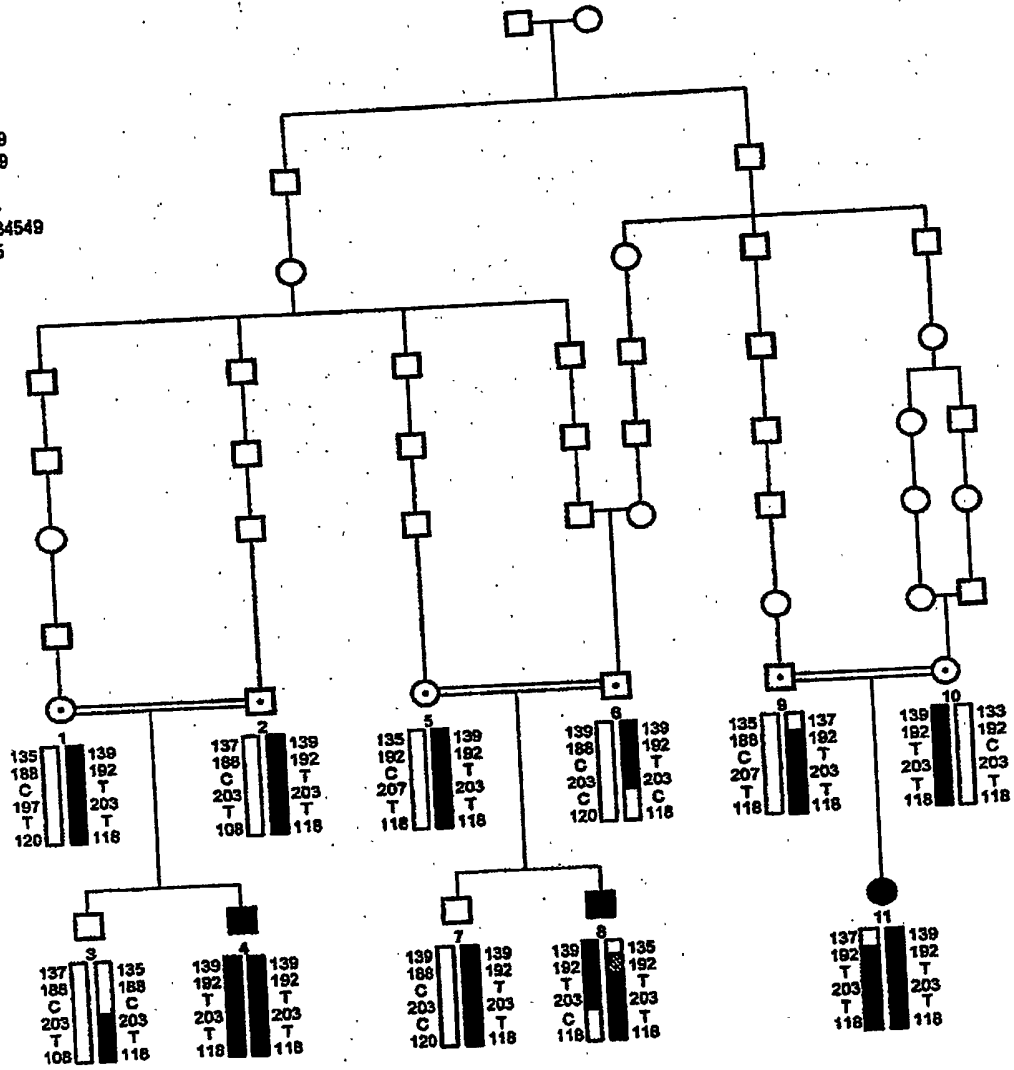 9
9
34549
5
1
135 139
188 192
C T
197 203
T T
120 118
2
137 139
188 192
C T
203 203
T T
108 118
5
135 139
192 192
C T
207 203
T T
118 118
6
139 139
188 192
C T
203 203
C C
120 118
9
135 137
188 192
C T
207 203
T T
118 118
10
139 133
192 192
T C
203 203
T T
118 118
3
137 135
188 188
C C
203 203
T T
108 118
4
139 139
192 192
T T
203 203
T T
118 118
7
139 139
188 192
C T
203 203
C T
120 118
8
139 135
192 192
T T
203 203
C T
118 118
11
137 139
192 192
T T
203 203
T T
118 118